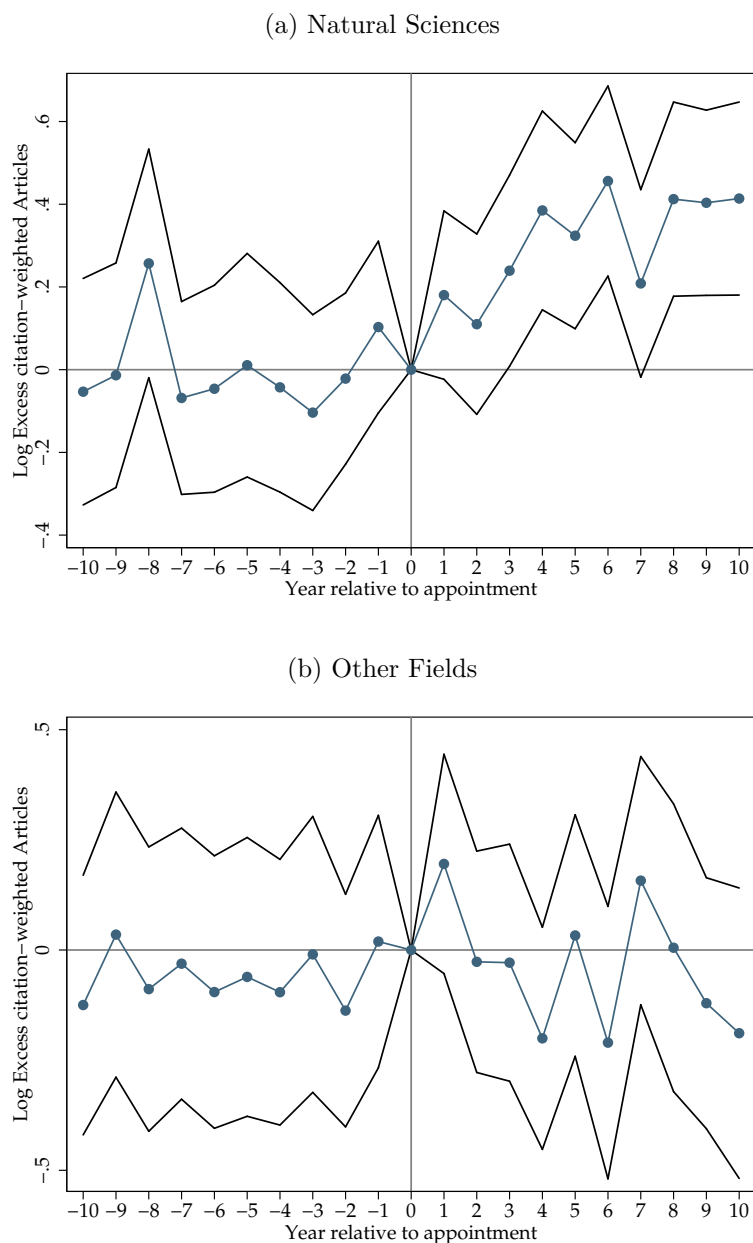 (a) Natural Sciences
Log Excess citation−weighted Articles
.6
.4
.2
0
−.2
−.4
−10 −9 −8 −7 −6 −5 −4 −3 −2 −1 0 1 2 3 4 5 6 7 8 9 10
Year relative to appointment
(b) Other Fields
Log Excess citation−weighted Articles
.5
0
−.5
−10 −9 −8 −7 −6 −5 −4 −3 −2 −1 0 1 2 3 4 5 6 7 8 9 10
Year relative to appointment